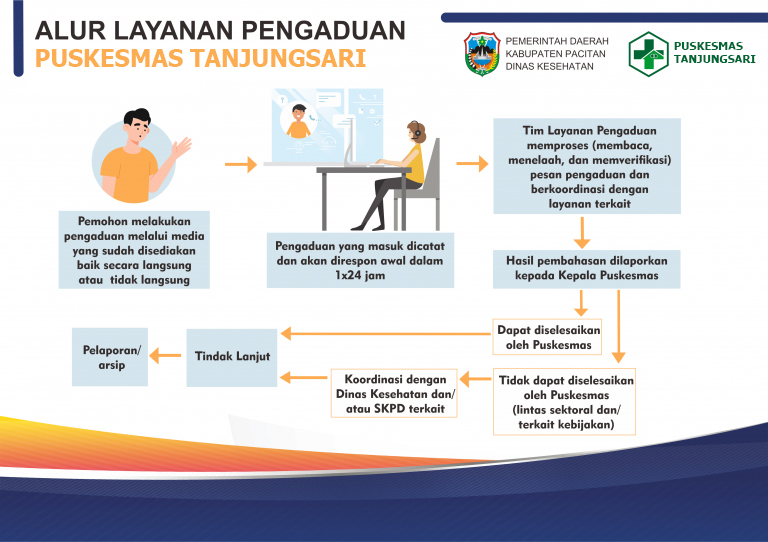 ALUR LAYANAN PENGADUAN
PUSKESMAS TANJUNGSARI
PEMERINTAH DAERAH
KABUPATEN PACITAN
DINAS KESEHATAN
PUSKESMAS
TANJUNGSARI
Pemohon melakukan
pengaduan melalui media
yang sudah disediakan
baik secara langsung
atau tidak langsung
Pengaduan yang masuk dicatat
dan akan direspon awal dalam
1x24 jam
Tim Layanan Pengaduan
memproses (membaca,
menelaah, dan memverifikasi)
pesan pengaduan dan
berkoordinasi dengan
layanan terkait
Hasil pembahasan dilaporkan
kepada Kepala Puskesmas
Dapat diselesaikan
oleh Puskesmas
Tidak dapat diselesaikan
oleh Puskesmas
(lintas sektoral dan/
terkait kebijakan)
Koordinasi dengan
Dinas Kesehatan dan/
atau SKPD terkait
Tindak Lanjut
Pelaporan/
arsip